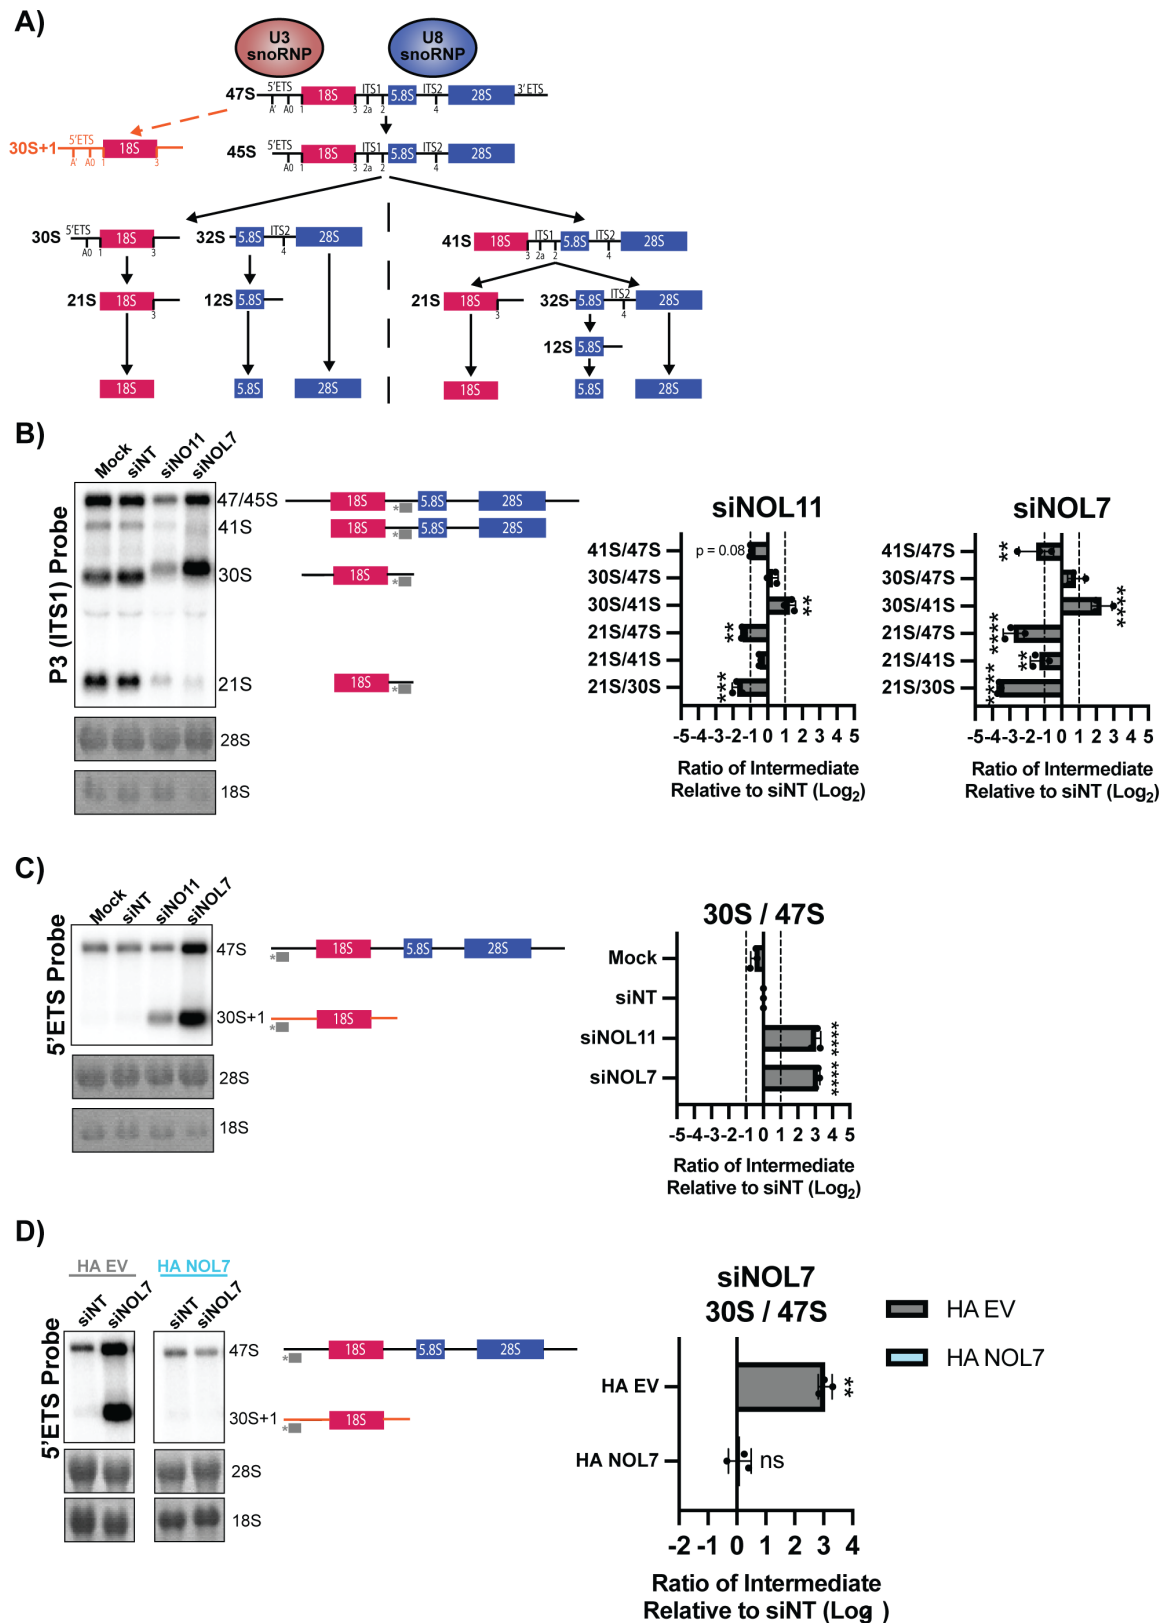 A)
U3
snoRNP
U8
snoRNP
47S
5'ETS
A'
A0
1
18S
3
ITS1
2a
2
5.8S
ITS2
4
28S
3'ETS
30S+1
5'ETS
A'
A0
1
18S
3
45S
5'ETS
A0
1
18S
3
ITS1
2a
2
5.8S
ITS2
4
28S
30S
5'ETS
A0
1
18S
3
32S
5.8S
ITS2
4
28S
41S
18S
3
ITS1
2a
2
5.8S
ITS2
4
28S
21S
18S
3
12S
5.8S
21S
18S
3
32S
5.8S
ITS2
4
28S
12S
5.8S
18S
5.8S
28S
18S
5.8S
28S
B)
Mock
siNT
siNO11
siNOL7
P3 (ITS1) Probe
47/45S
41S
30S
21S
28S
18S
18S
5.8S
28S
*
18S
5.8S
28S
*
18S
*
18S
*
siNOL11
41S/47S
30S/47S
30S/41S
21S/47S
21S/41S
21S/30S
p = 0.08
**
**
***
-5 -4 -3 -2 -1 0 1 2 3 4 5
Ratio of Intermediate
Relative to siNT (Log2)
siNOL7
41S/47S
30S/47S
30S/41S
21S/47S
21S/41S
21S/30S
**
****
****
**
****
-5 -4 -3 -2 -1 0 1 2 3 4 5
Ratio of Intermediate
Relative to siNT (Log2)
C)
Mock
siNT
siNO11
siNOL7
5'ETS Probe
47S
30S+1
28S
18S
18S
5.8S
28S
*
18S
*
30S / 47S
Mock
siNT
siNOL11
siNOL7
****
****
-5 -4 -3 -2 -1 0 1 2 3 4 5
Ratio of Intermediate
Relative to siNT (Log2)
D)
HA EV
HA NOL7
siNT
siNOL7
siNT
siNOL7
5'ETS Probe
47S
30S+1
28S
18S
18S
5.8S
28S
*
18S
*
siNOL7
30S / 47S
HA EV
HA NOL7
**
ns
-2 -1 0 1 2 3 4
Ratio of Intermediate
Relative to siNT (Log )
HA EV
HA NOL7